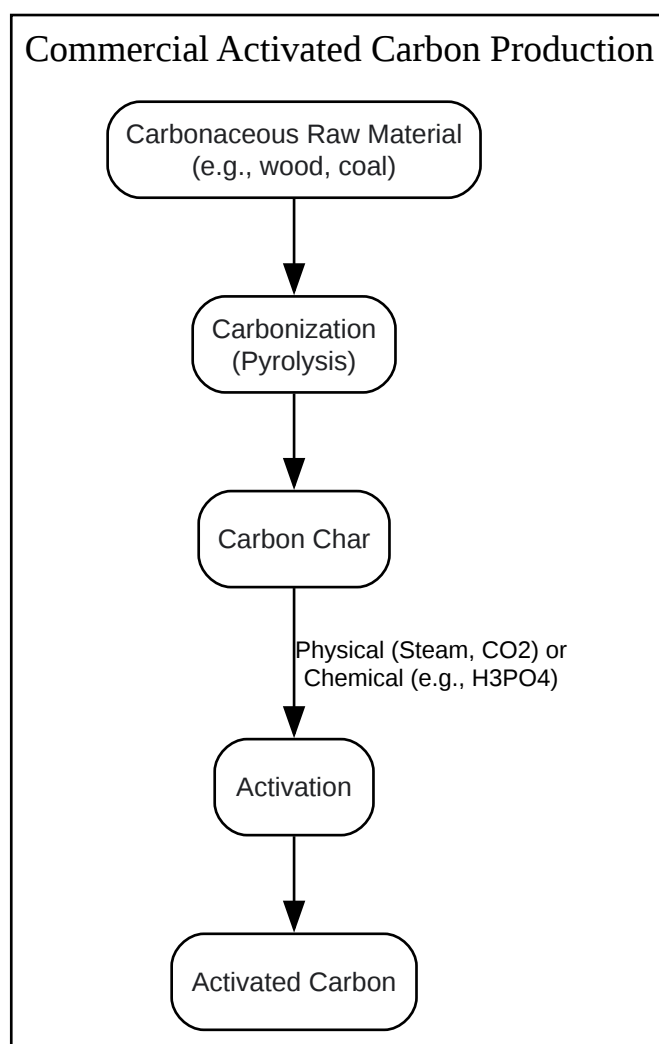 Commercial Activated Carbon Production
Carbonaceous Raw Material
(e.g., wood, coal)
Carbonization
(Pyrolysis)
Carbon Char
Physical (Steam, CO2) or
Chemical (e.g., H3PO4)
Activation
Activated Carbon